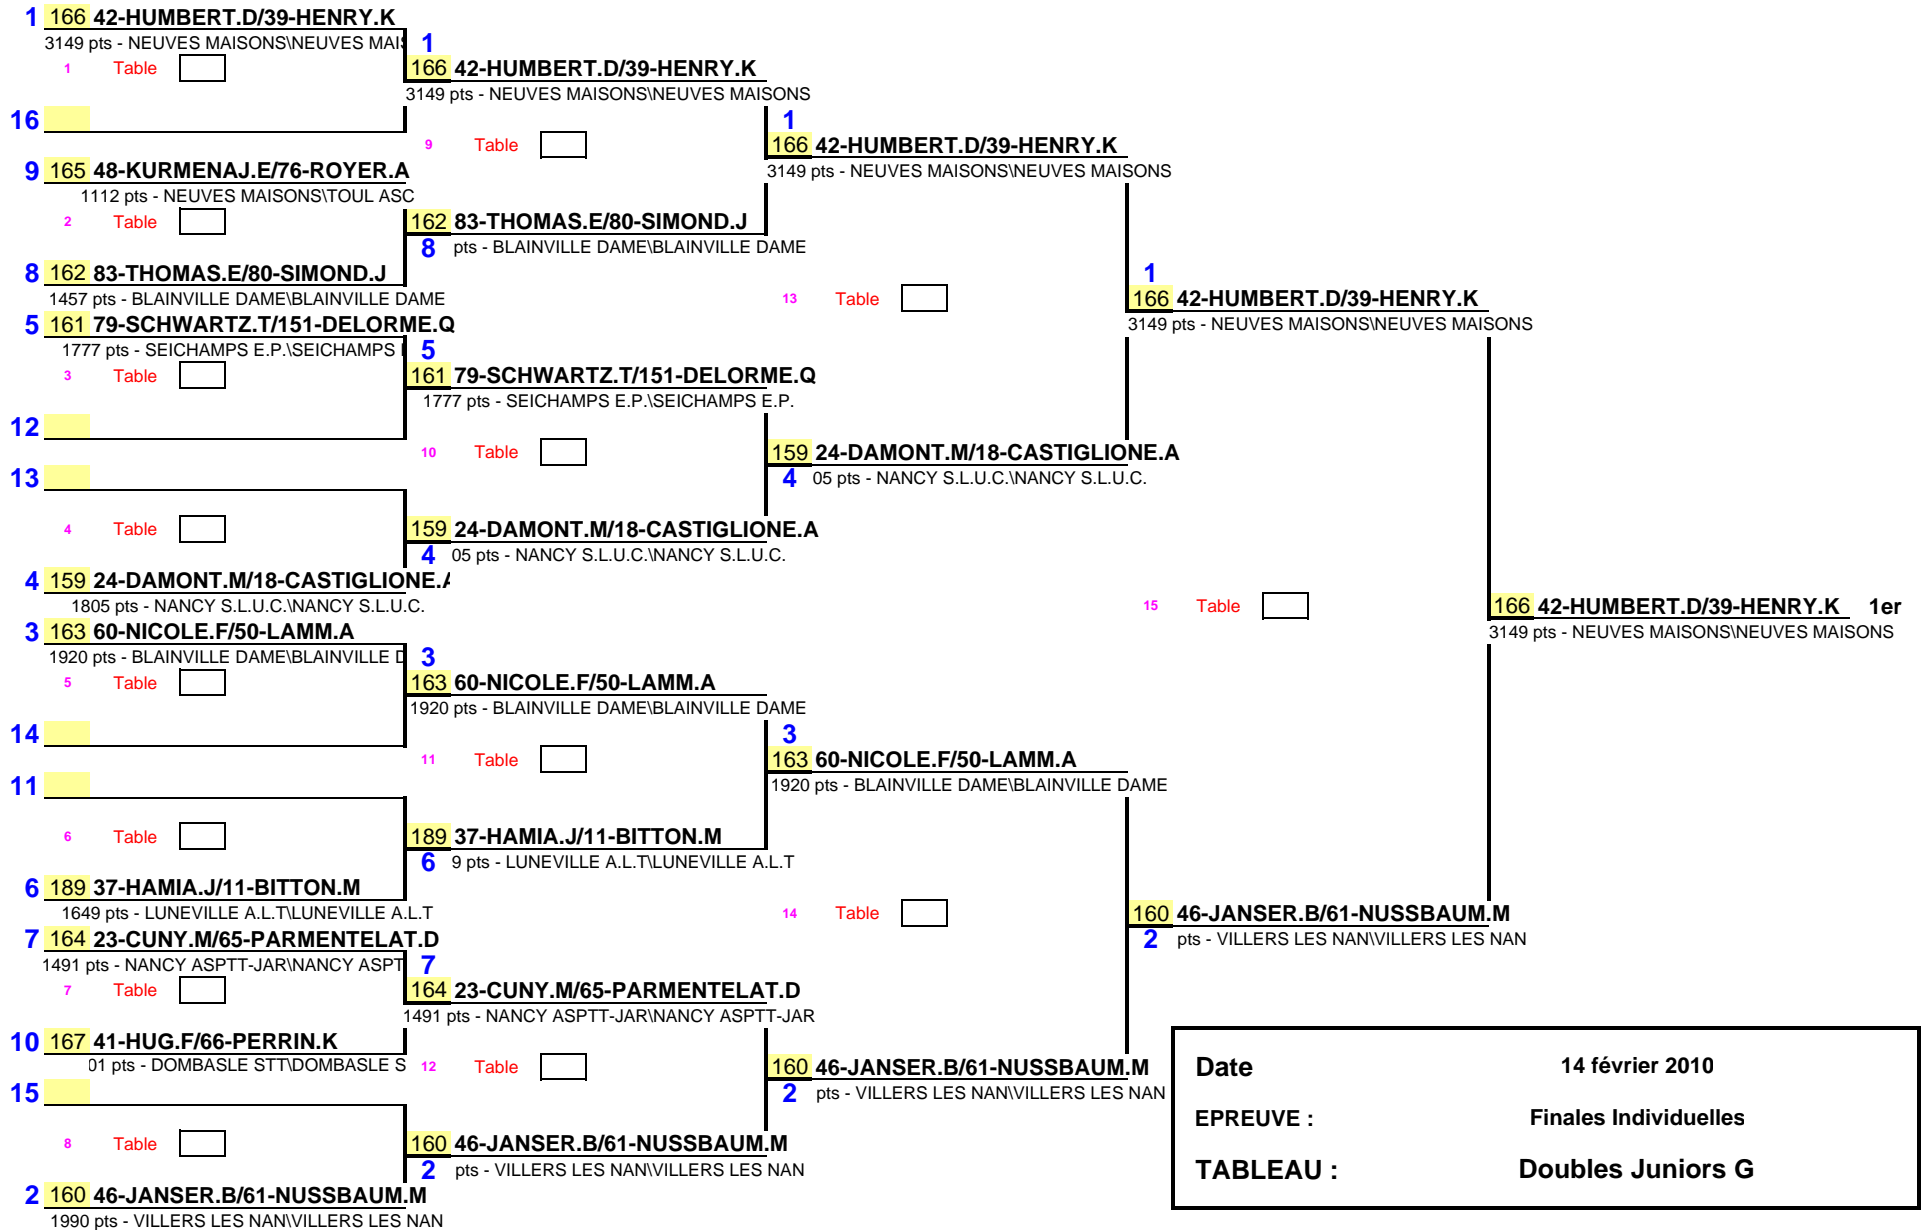 1 166 42-HUMBERT.D/39-HENRY.K
3149 pts - NEUVES MAISONS\NEUVES MAIS
1 Table
16
9 165 48-KURMENAJ.E/76-ROYER.A
1112 pts - NEUVES MAISONS\TOUL ASC
2 Table
8 162 83-THOMAS.E/80-SIMOND.J
1457 pts - BLAINVILLE DAME\BLAINVILLE DAME
5 161 79-SCHWARTZ.T/151-DELORME.Q
1777 pts - SEICHAMPS E.P.\SEICHAMPS
3 Table
12
13
4 Table
4 159 24-DAMONT.M/18-CASTIGLIONE.A
1805 pts - NANCY S.L.U.C.\NANCY S.L.U.C.
3 163 60-NICOLE.F/50-LAMM.A
1920 pts - BLAINVILLE DAME\BLAINVILLE D
5 Table
14
11
6 Table
6 189 37-HAMIA.J/11-BITTON.M
1649 pts - LUNEVILLE A.L.T\LUNEVILLE A.L.T
7 164 23-CUNY.M/65-PARMENTELAT.D
1491 pts - NANCY ASPTT-JAR\NANCY ASPT
7 Table
10 167 41-HUG.F/66-PERRIN.K
01 pts - DOMBASLE STT\DOMBASLE S
15
8 Table
2 160 46-JANSER.B/61-NUSSBAUM.M
1990 pts - VILLERS LES NAN\VILLERS LES NAN
1
166 42-HUMBERT.D/39-HENRY.K
3149 pts - NEUVES MAISONS\NEUVES MAISONS
9 Table
162 83-THOMAS.E/80-SIMOND.J
8 pts - BLAINVILLE DAME\BLAINVILLE DAME
5
161 79-SCHWARTZ.T/151-DELORME.Q
1777 pts - SEICHAMPS E.P.\SEICHAMPS E.P.
10 Table
159 24-DAMONT.M/18-CASTIGLIONE.A
4 05 pts - NANCY S.L.U.C.\NANCY S.L.U.C.
3
163 60-NICOLE.F/50-LAMM.A
1920 pts - BLAINVILLE DAME\BLAINVILLE DAME
11 Table
189 37-HAMIA.J/11-BITTON.M
6 9 pts - LUNEVILLE A.L.T\LUNEVILLE A.L.T
7
164 23-CUNY.M/65-PARMENTELAT.D
1491 pts - NANCY ASPTT-JAR\NANCY ASPTT-JAR
12 Table
160 46-JANSER.B/61-NUSSBAUM.M
2 pts - VILLERS LES NAN\VILLERS LES NAN
1
166 42-HUMBERT.D/39-HENRY.K
3149 pts - NEUVES MAISONS\NEUVES MAISONS
13 Table
159 24-DAMONT.M/18-CASTIGLIONE.A
4 05 pts - NANCY S.L.U.C.\NANCY S.L.U.C.
3
163 60-NICOLE.F/50-LAMM.A
1920 pts - BLAINVILLE DAME\BLAINVILLE DAME
14 Table
160 46-JANSER.B/61-NUSSBAUM.M
2 pts - VILLERS LES NAN\VILLERS LES NAN
1
166 42-HUMBERT.D/39-HENRY.K
3149 pts - NEUVES MAISONS\NEUVES MAISONS
15 Table
160 46-JANSER.B/61-NUSSBAUM.M
2 pts - VILLERS LES NAN\VILLERS LES NAN
166 42-HUMBERT.D/39-HENRY.K 1er
3149 pts - NEUVES MAISONS\NEUVES MAISONS
Date 14 février 2010
EPREUVE : Finales Individuelles
TABLEAU : Doubles Juniors G